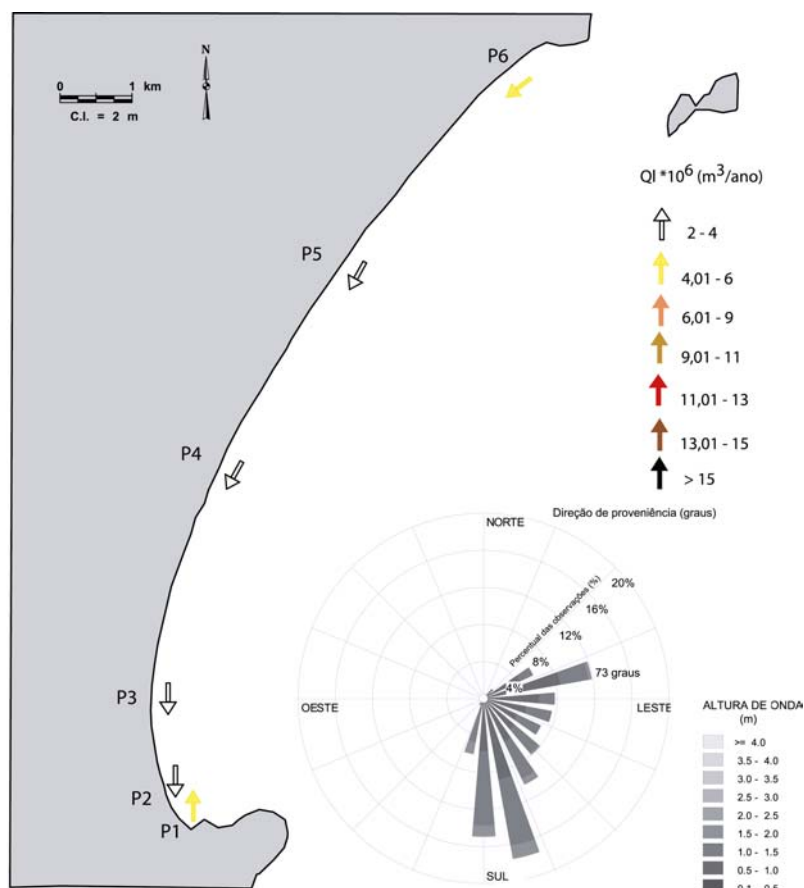 P6
N
0 1 km
C.I. = 2 m
Ql *10⁶ (m³/ano)
2 - 4
4,01 - 6
6,01 - 9
9,01 - 11
11,01 - 13
13,01 - 15
> 15
P5
P4
Direção de proveniência (graus)
NORTE
Percentual das observações (%)
20%
16%
12%
8%
4%
73 graus
OESTE
LESTE
SUL
P3
P2
P1
ALTURA DE ONDA
(m)
>= 4.0
3.5 - 4.0
3.0 - 3.5
2.5 - 3.0
2.0 - 2.5
1.5 - 2.0
1.0 - 1.5
0.5 - 1.0
0.1 - 0.5